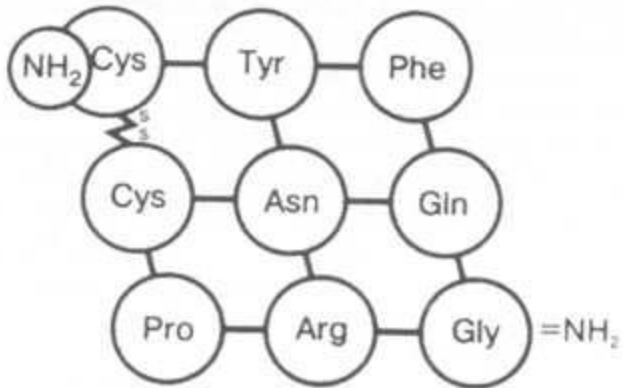 NH₂ Cys Tyr Phe
S
S
Cys Asn Gln
Pro Arg Gly =NH₂